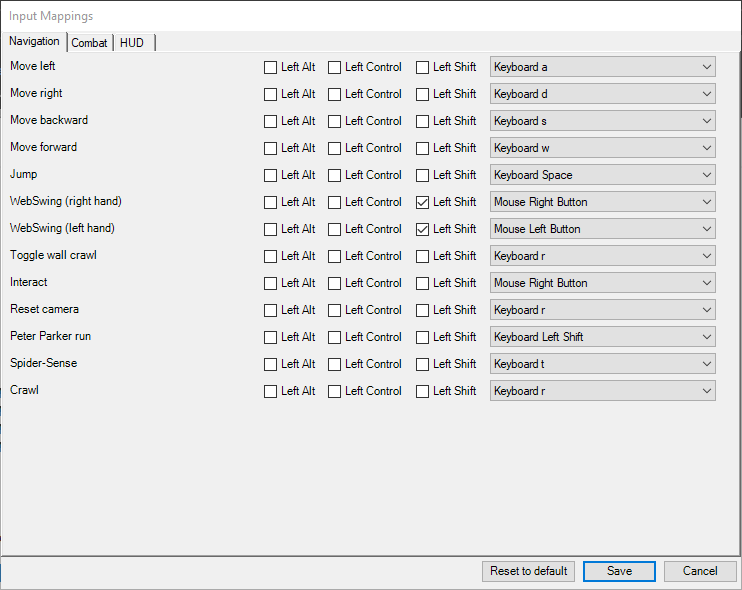 Input Mappings
Navigation Combat HUD
Move left Left Alt Left Control Left Shift Keyboard a
Move right Left Alt Left Control Left Shift Keyboard d
Move backward Left Alt Left Control Left Shift Keyboard s
Move forward Left Alt Left Control Left Shift Keyboard w
Jump Left Alt Left Control Left Shift Keyboard Space
WebSwing (right hand) Left Alt Left Control Left Shift Mouse Right Button
WebSwing (left hand) Left Alt Left Control Left Shift Mouse Left Button
Toggle wall crawl Left Alt Left Control Left Shift Keyboard r
Interact Left Alt Left Control Left Shift Mouse Right Button
Reset camera Left Alt Left Control Left Shift Keyboard r
Peter Parker run Left Alt Left Control Left Shift Keyboard Left Shift
Spider-Sense Left Alt Left Control Left Shift Keyboard t
Crawl Left Alt Left Control Left Shift Keyboard r
Reset to default Save Cancel